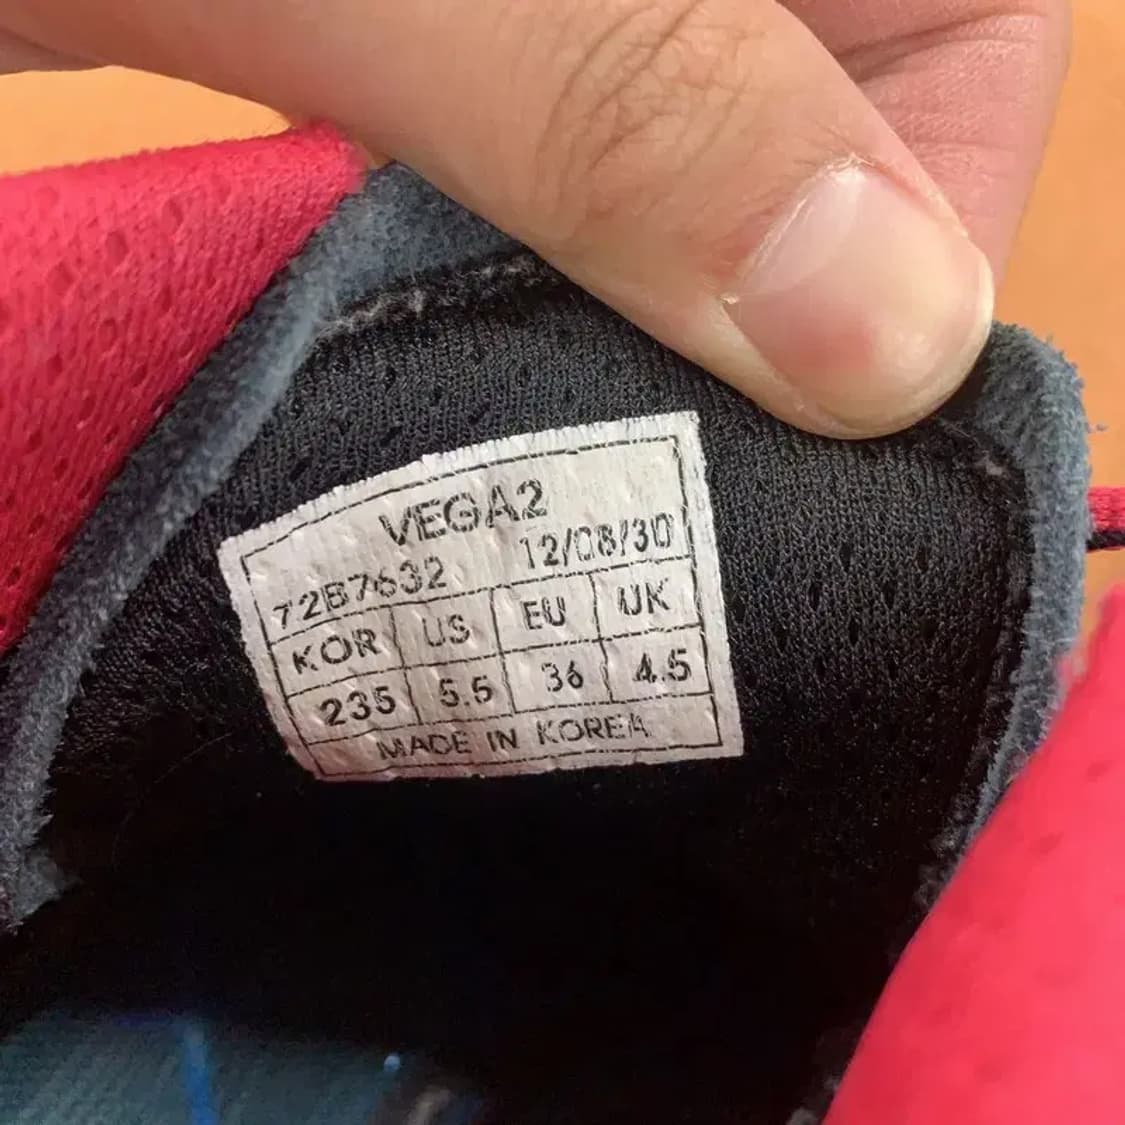 VEGA2
72B7632 12/08/30
KOR US EU UK
235 5.5 36 4.5
MADE IN KOREA